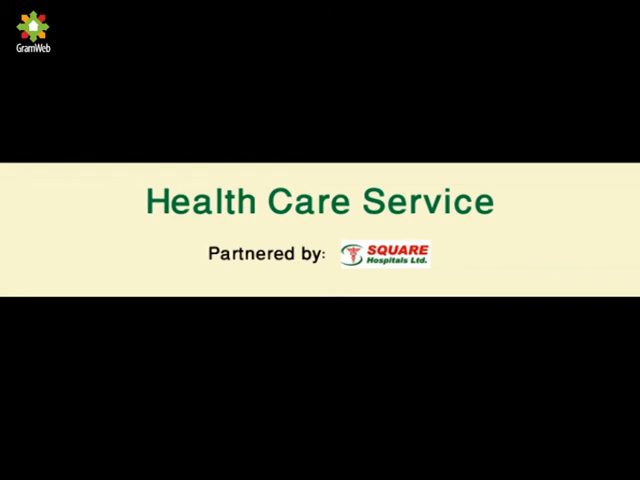 GramWeb
Health Care Service
Partnered by:
SQUARE
Hospitals Ltd.